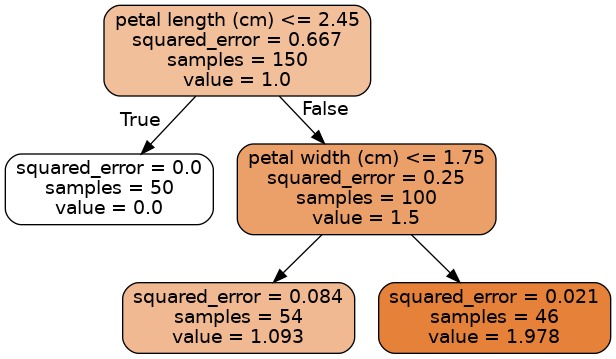 petal length (cm) <= 2.45
squared_error = 0.667
samples = 150
value = 1.0
True
False
squared_error = 0.0
samples = 50
value = 0.0
petal width (cm) <= 1.75
squared_error = 0.25
samples = 100
value = 1.5
squared_error = 0.084
samples = 54
value = 1.093
squared_error = 0.021
samples = 46
value = 1.978